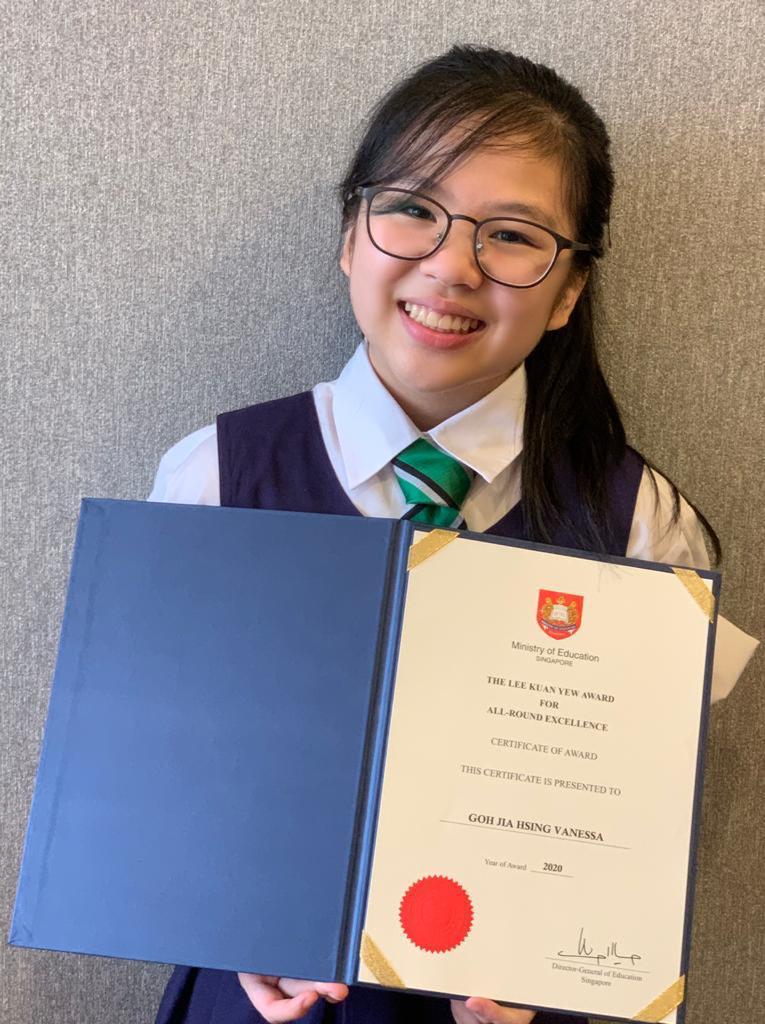 Ministry of Education
SINGAPORE
THE LEE KUAN YEW AWARD
FOR
ALL-ROUND EXCELLENCE
CERTIFICATE OF AWARD
THIS CERTIFICATE IS PRESENTED TO
GOH JIA HSING VANESSA
Year of Award 2020
Director-General of Education
Singapore